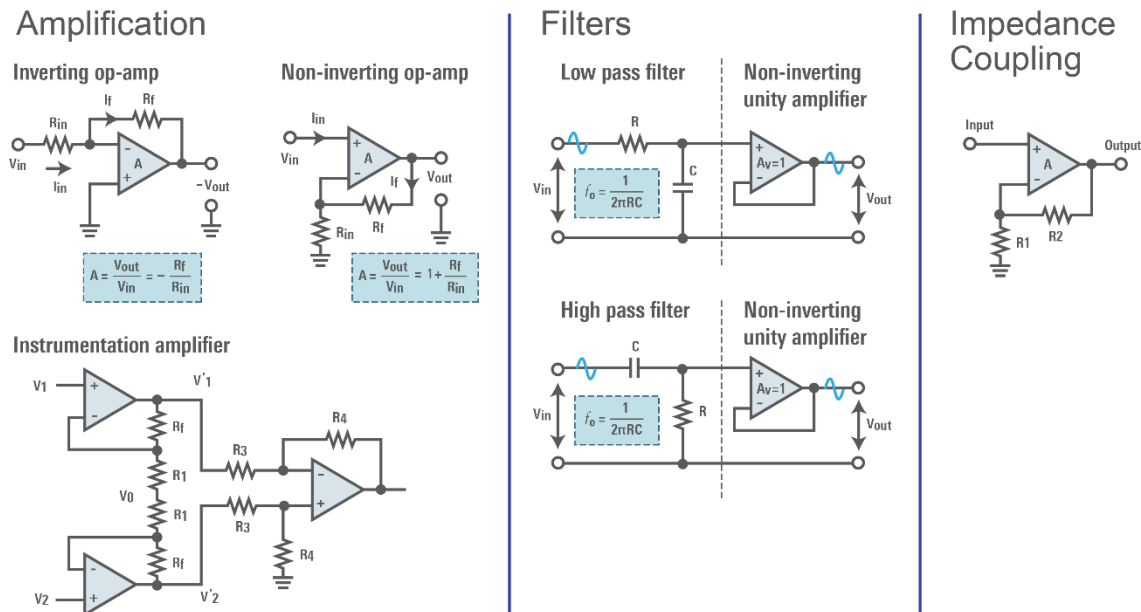 Amplification
Inverting op-amp
If
Rf
Rin
Vin
Iin
-
A
+
-Vout
A = Vout/Vin = - Rf/Rin
Non-inverting op-amp
Iin
Vin
+
A
-
If
Vout
Rf
Rin
A = Vout/Vin = 1 + Rf/Rin
Instrumentation amplifier
V1
+
-
V'1
Rf
R1
V0
R1
Rf
-
+
V2
V'2
R3
R3
R4
-
+
R4
Filters
Low pass filter
Non-inverting
unity amplifier
R
C
+
Av=1
-
Vin
fo = 1/2πRC
Vout
High pass filter
Non-inverting
unity amplifier
C
R
+
Av=1
-
Vin
fo = 1/2πRC
Vout
Impedance
Coupling
Input
+
A
-
Output
R1
R2